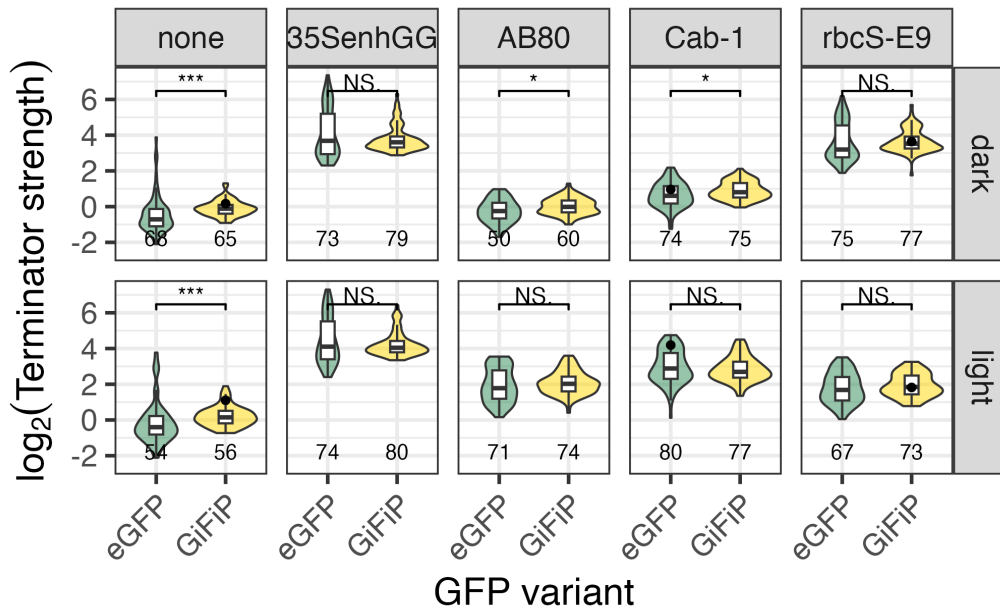 none 35SenhGG AB80 Cab-1 rbcS-E9
*** NS. * * NS.
6
4
2
0
-2
68 65 73 79 50 60 74 75 75 77
dark
*** NS. NS. NS. NS.
6
4
2
0
-2
54 56 74 80 71 74 80 77 67 73
light
log₂(Terminator strength)
eGFP GiFiP eGFP GiFiP eGFP GiFiP eGFP GiFiP eGFP GiFiP
GFP variant